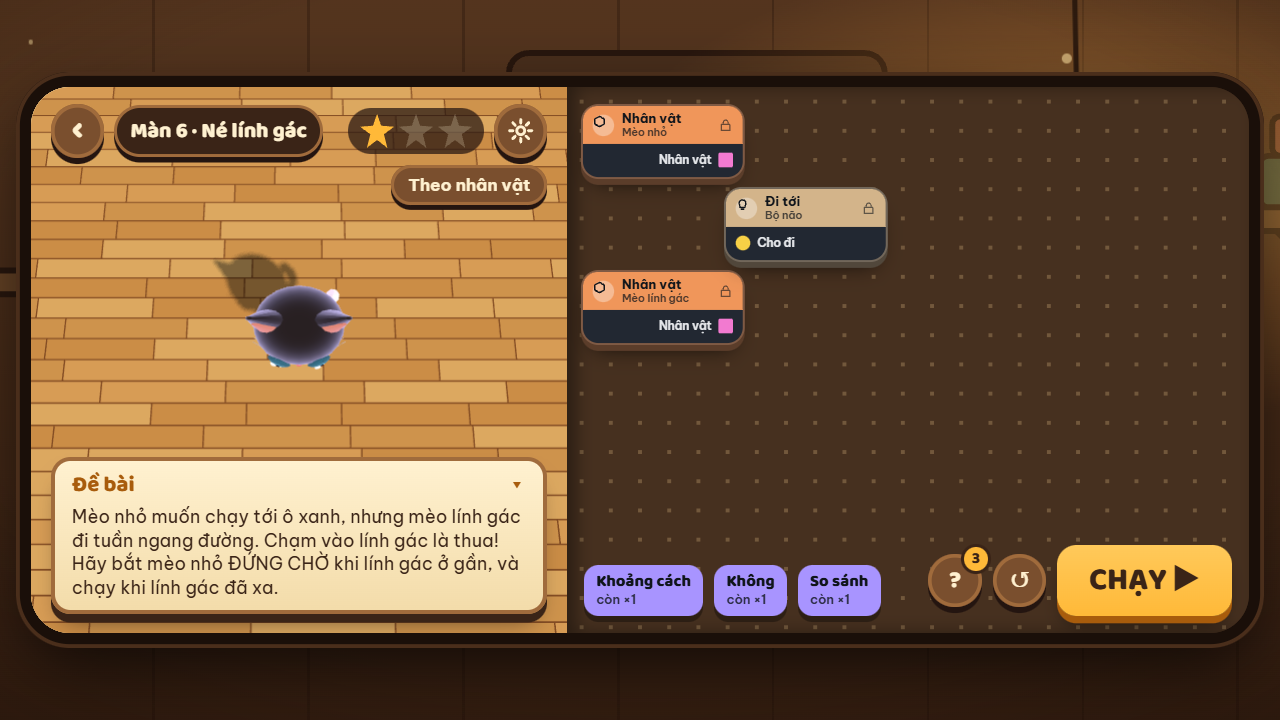 Màn 6 • Né lính gác
Theo nhân vật
Nhân vật
Mèo nhỏ
Nhân vật
Đi tới
Bộ não
Cho đi
Nhân vật
Mèo lính gác
Nhân vật
Đề bài
Mèo nhỏ muốn chạy tới ô xanh, nhưng mèo lính gác
đi tuần ngang đường. Chạm vào lính gác là thua!
Hãy bắt mèo nhỏ ĐỨNG CHỜ khi lính gác ở gần, và
chạy khi lính gác đã xa.
Khoảng cách
còn ×1
Không
còn ×1
So sánh
còn ×1
?
3
CHẠY